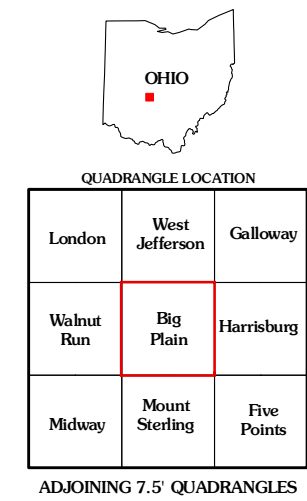 OHIO
QUADRANGLE LOCATION
London
West
Jefferson
Galloway
Walnut
Run
Big
Plain
Harrisburg
Midway
Mount
Sterling
Five
Points
ADJOINING 7.5' QUADRANGLES